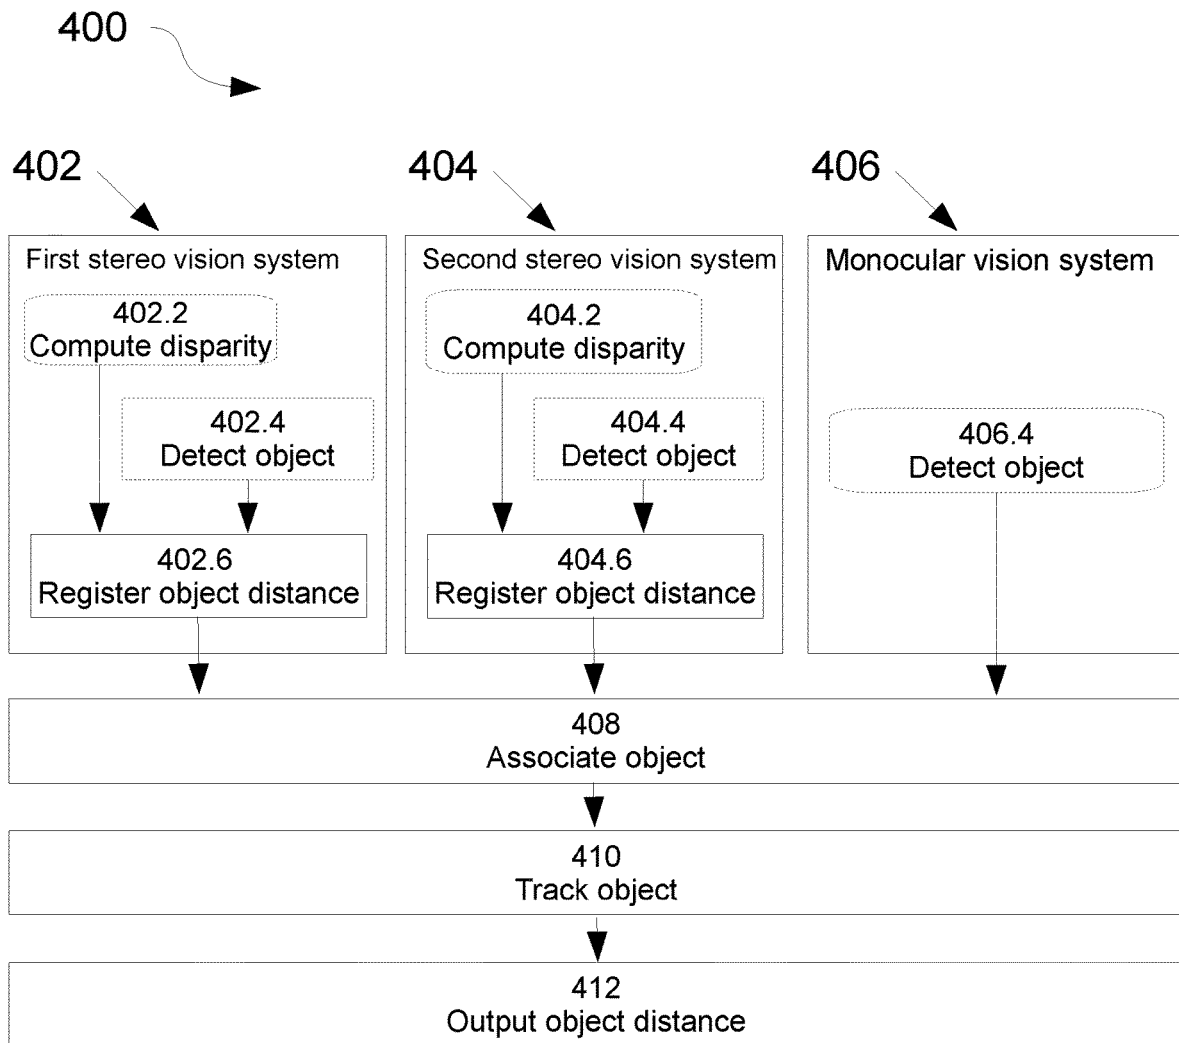 400
402
404
406
First stereo vision system
402.2
Compute disparity
402.4
Detect object
402.6
Register object distance
Second stereo vision system
404.2
Compute disparity
404.4
Detect object
404.6
Register object distance
Monocular vision system
406.4
Detect object
408
Associate object
410
Track object
412
Output object distance